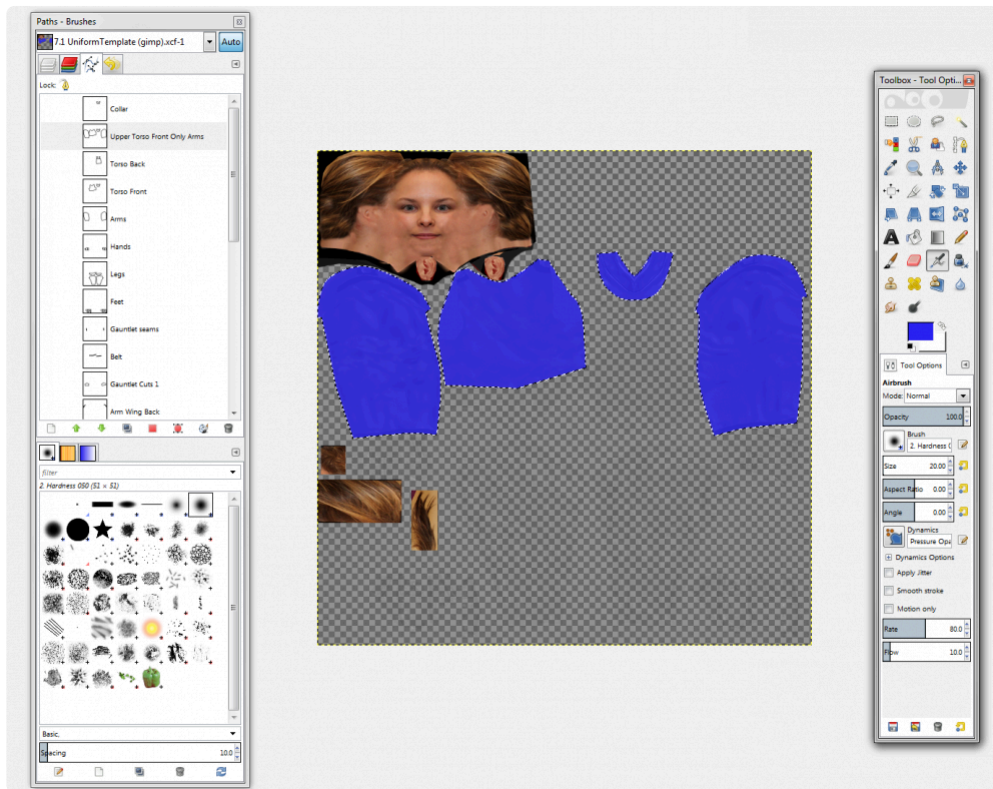 Paths - Brushes
7.1 UniformTemplate (gimp).xcf-1
Auto
Lock:
Collar
Upper Torso Front Only Arms
Torso Back
Torso Front
Arms
Hands
Legs
Feet
Gauntlet seams
Belt
Gauntlet Cuts 1
Arm Wing Back
filter
2. Hardness 050 (51 × 51)
Basic.
Spacing
10.0
Toolbox - Tool Opti...
Tool Options
Airbrush
Mode: Normal
Opacity
100.0
Brush
2. Hardness 0
Size
20.00
Aspect Ratio
0.00
Angle
0.00
Dynamics
Pressure Opa
Dynamics Options
Apply Jitter
Smooth stroke
Motion only
Rate
80.0
Flow
10.0